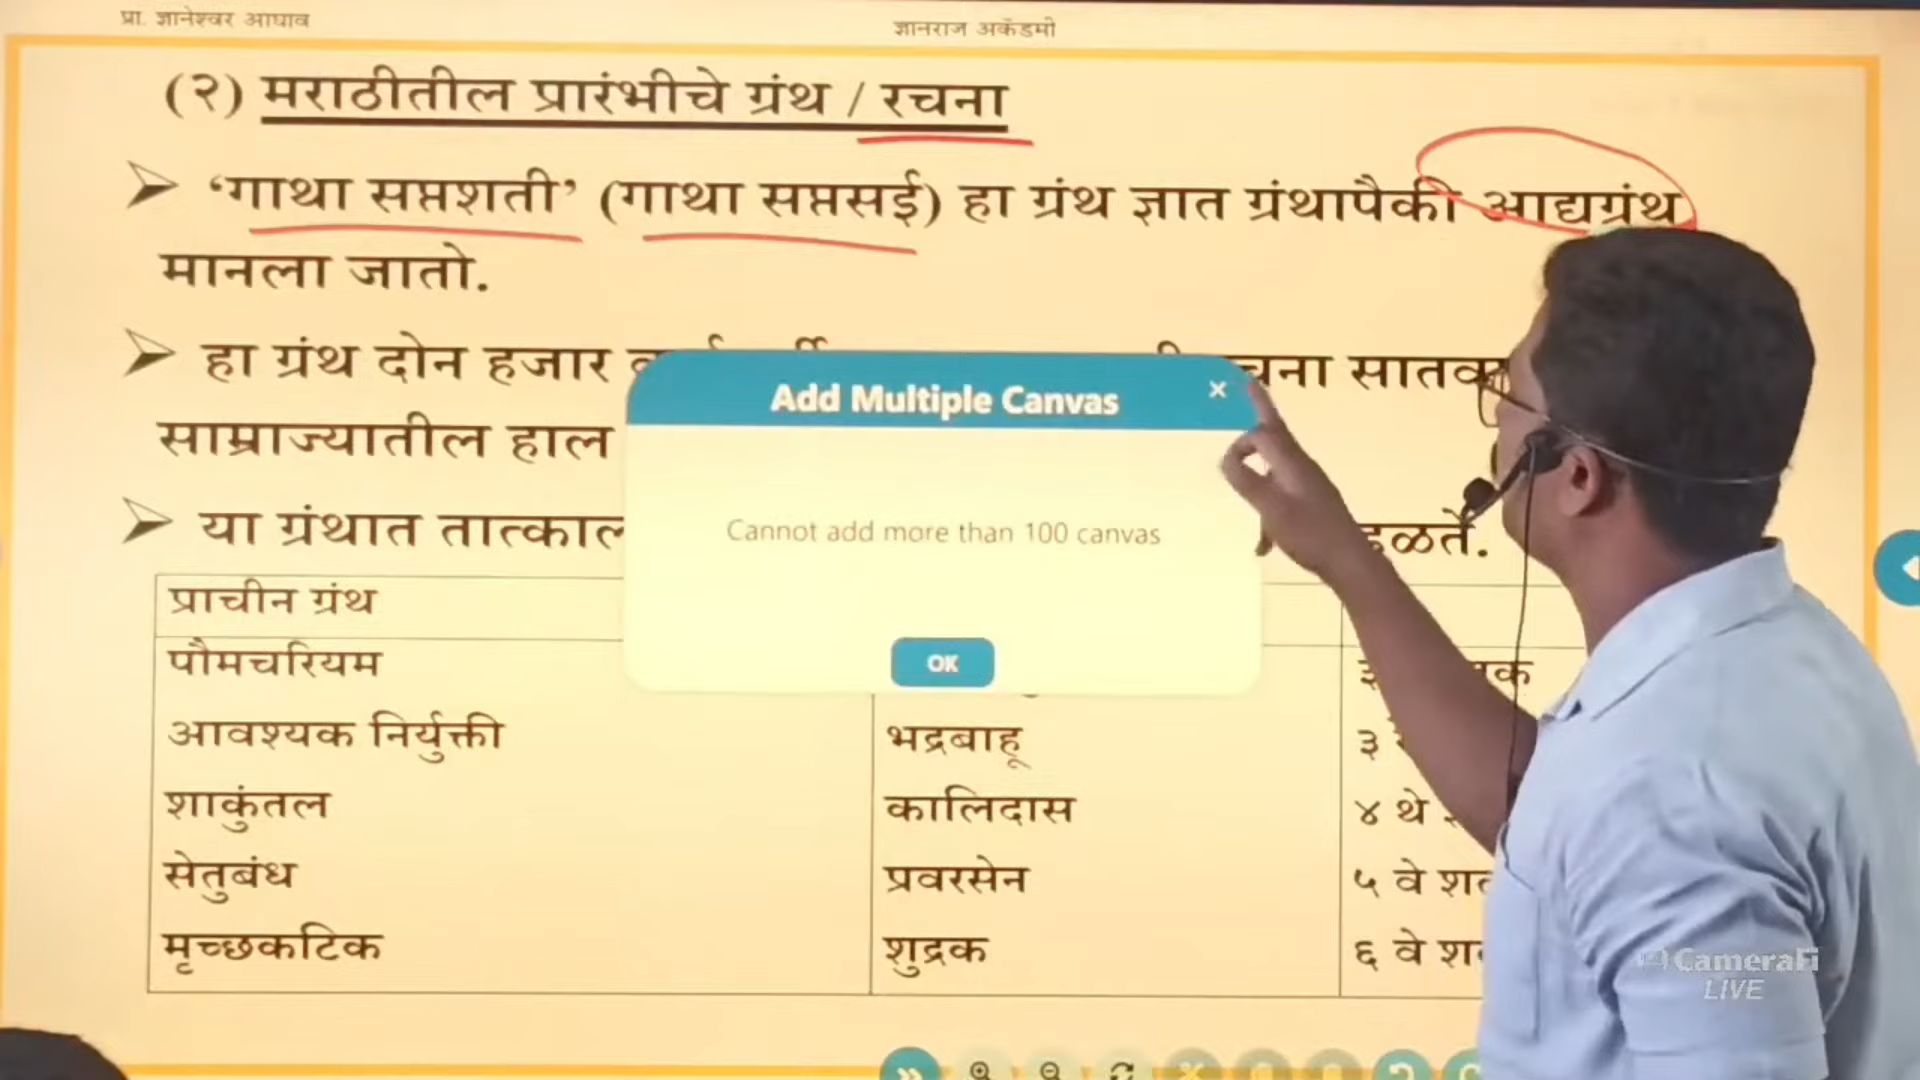 प्रा. ज्ञानेश्वर आघाव
ज्ञानराज अकॅडमी
(२) मराठीतील प्रारंभीचे ग्रंथ / रचना
➢ ‘गाथा सप्तशती’ (गाथा सप्तसई) हा ग्रंथ ज्ञात ग्रंथापैकी आद्यग्रंथ
मानला जातो.
➢ हा ग्रंथ दोन हजार
साम्राज्यातील हाल
➢ या ग्रंथात
Add Multiple Canvas ×
Cannot add more than 100 canvas
OK
प्राचीन ग्रंथ
पौमचरियम
आवश्यक निर्युक्ती भद्रबाहू ३
शाकुंतल कालिदास ४ थे
सेतुबंध प्रवरसेन ५ वे
मृच्छकटिक शुद्रक ६ वे
CameraFi
LIVE